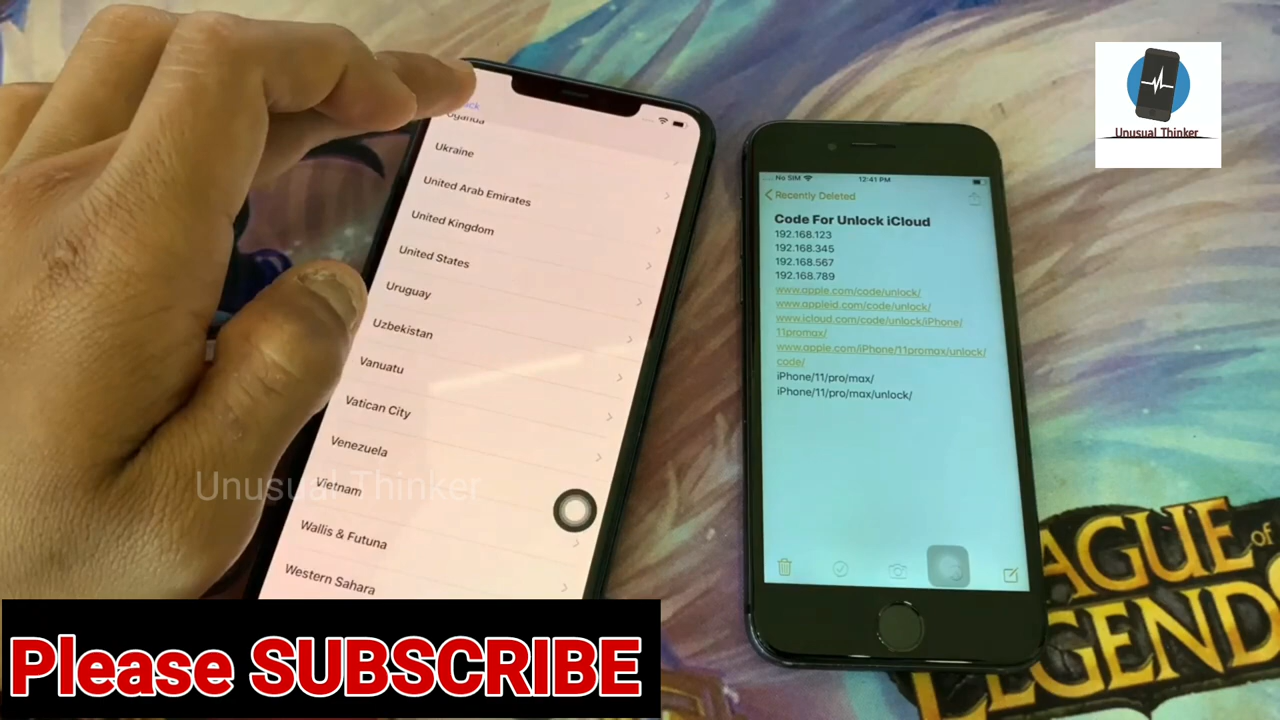 Uganda
Ukraine
United Arab Emirates
United Kingdom
United States
Uruguay
Uzbekistan
Vanuatu
Vatican City
Venezuela
Vietnam
Wallis & Futuna
Western Sahara
No SIM
12:41 PM
Recently Deleted
Code For Unlock iCloud
192.168.123
192.168.345
192.168.567
192.168.789
www.apple.com/code/unlock/
www.appleid.com/code/unlock/
www.icloud.com/code/unlock/iPhone/
11promax/
www.apple.com/iPhone/11promax/unlock/
code/
iPhone/11/pro/max/
iPhone/11/pro/max/unlock/
Unusual Thinker
Unusual Thinker
LEAGUE of
LEGENDS
Please SUBSCRIBE